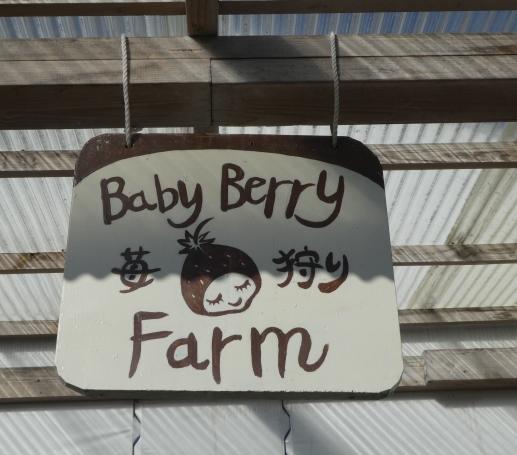 Baby Berry
苺 狩り
Farm